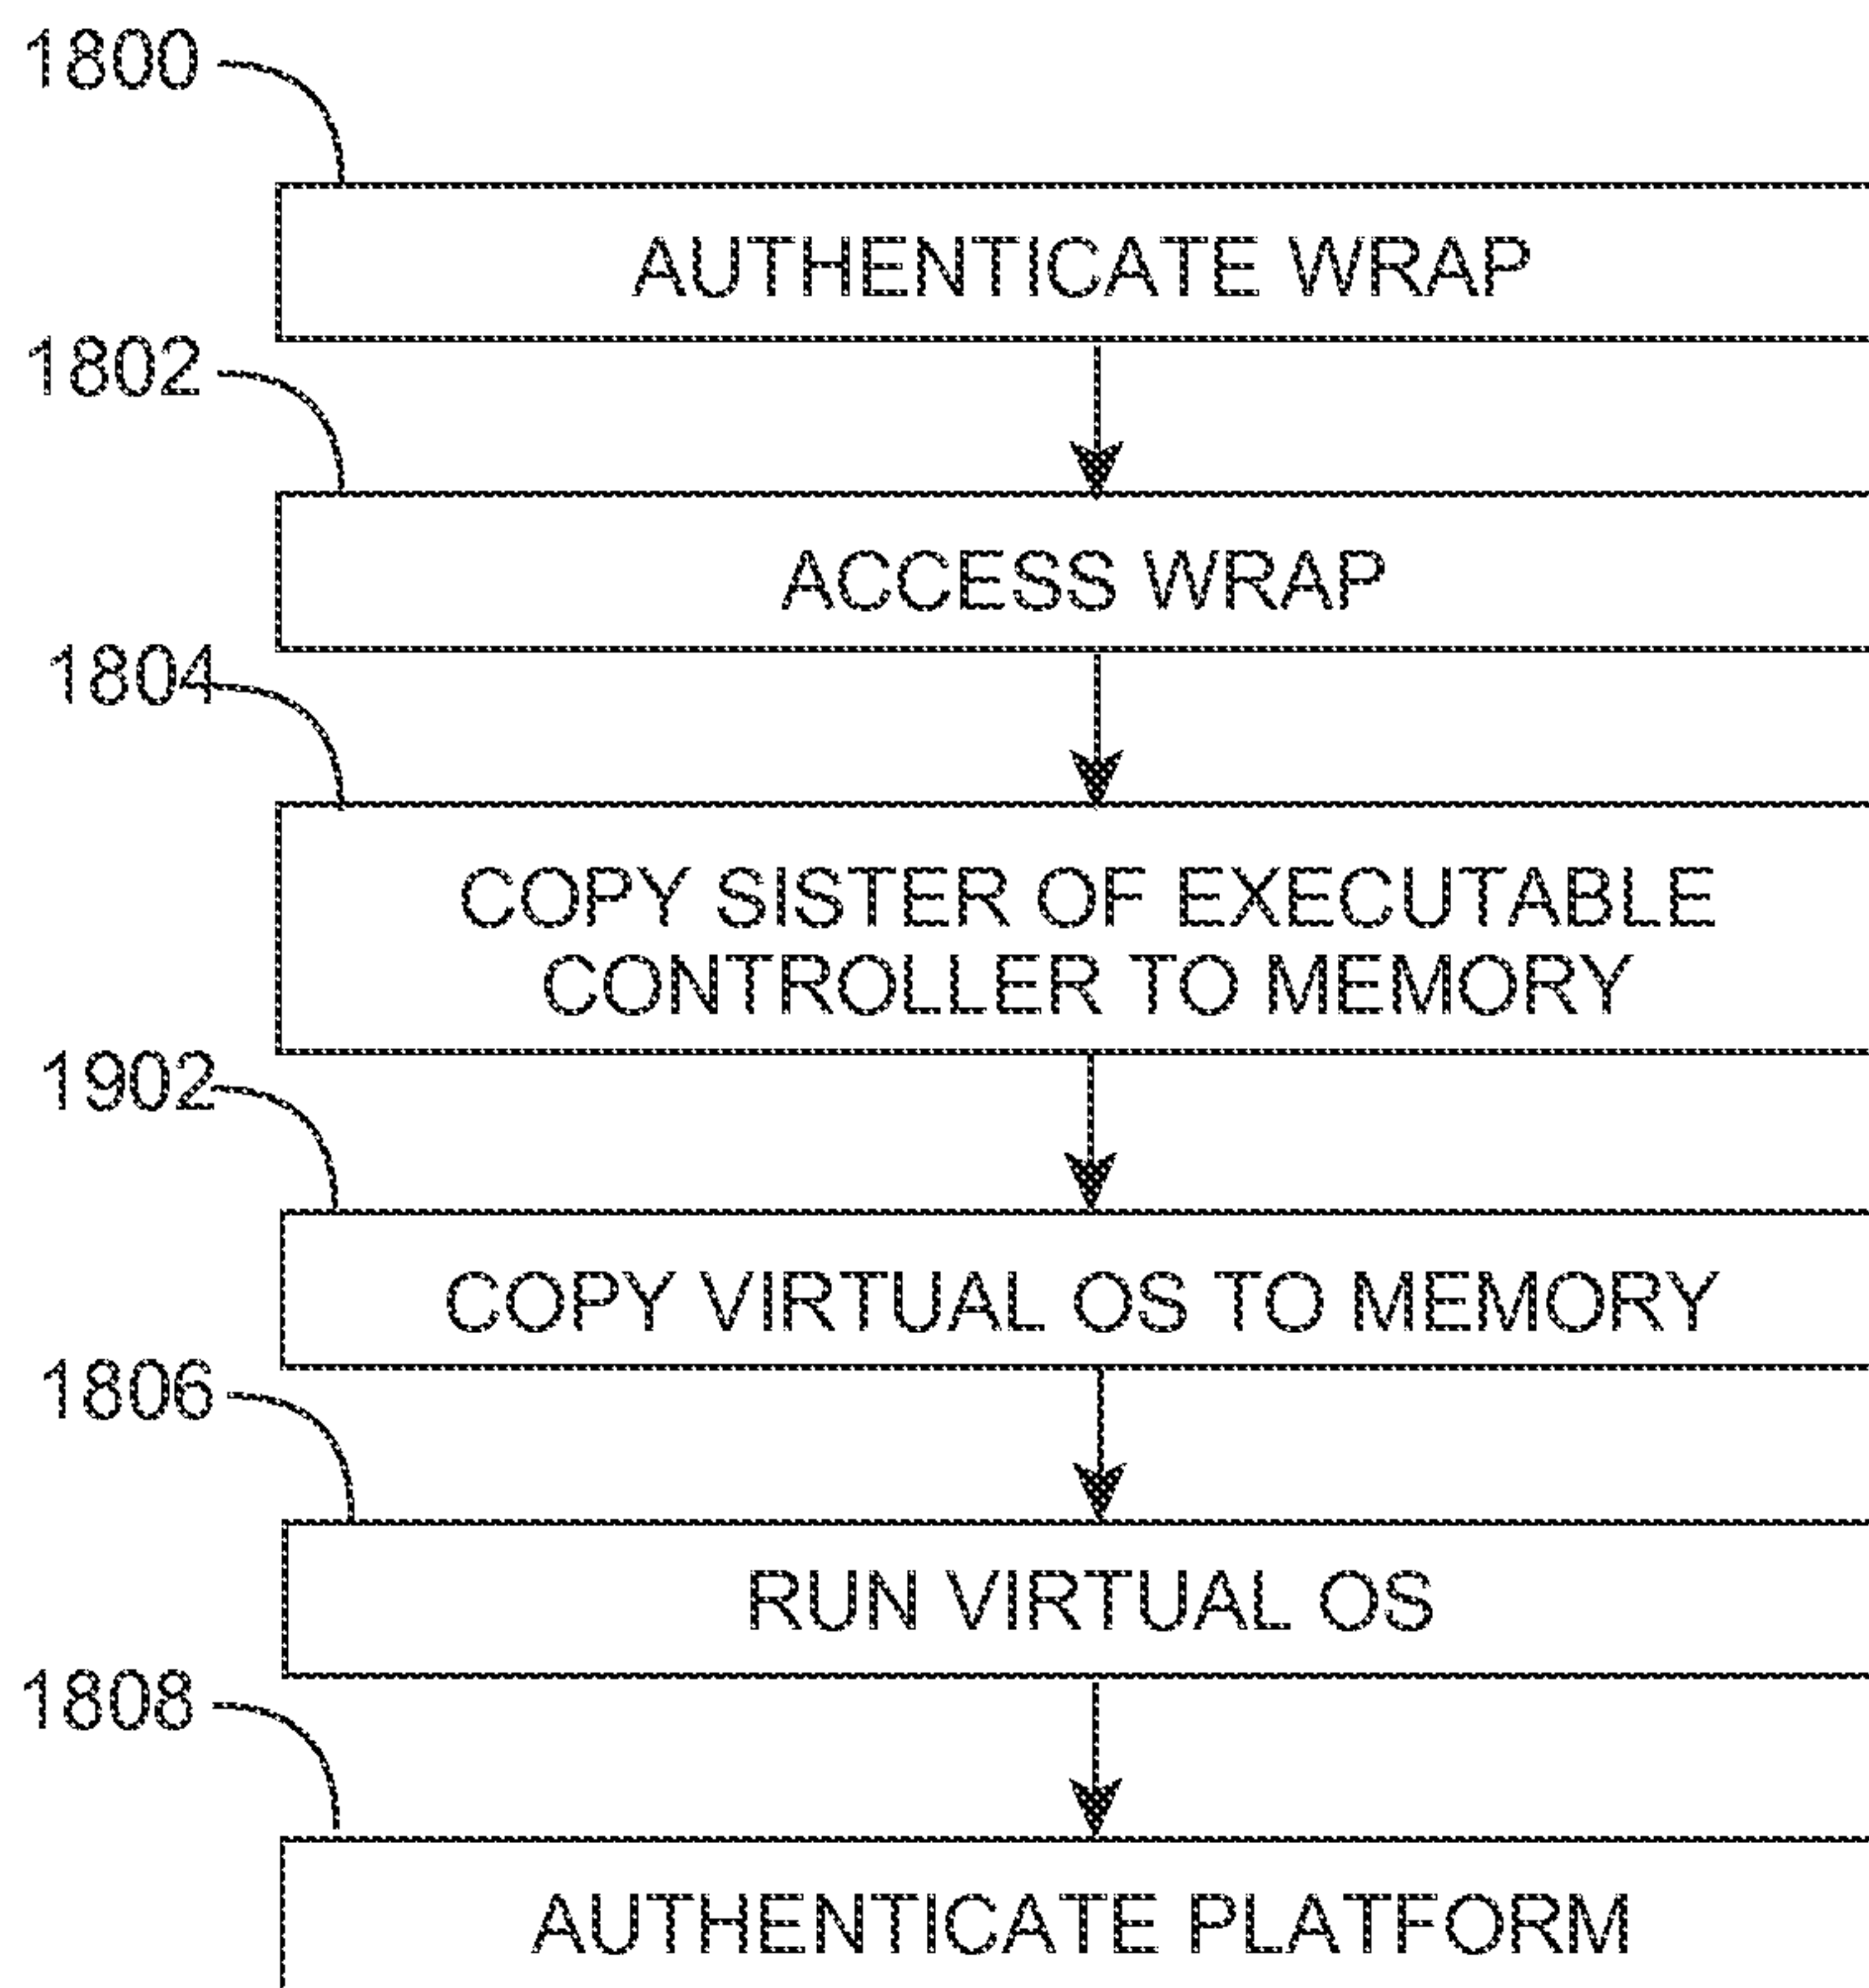 1800
AUTHENTICATE WRAP
1802
ACCESS WRAP
1804
COPY SISTER OF EXECUTABLE
CONTROLLER TO MEMORY
1902
COPY VIRTUAL OS TO MEMORY
1806
RUN VIRTUAL OS
1808
AUTHENTICATE PLATFORM